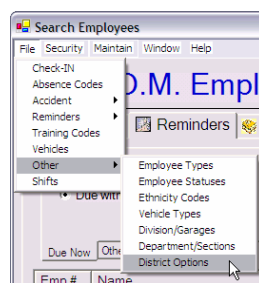 Search Employees
File Security Maintain Window Help
Check-IN
Absence Codes
Accident
Reminders
Training Codes
Vehicles
Other
Shifts
Employee Types
Employee Statuses
Ethnicity Codes
Vehicle Types
Division/Garages
Department/Sections
District Options
.M. Empl
Reminders
Due with
Due Now Othe
Emp # Name